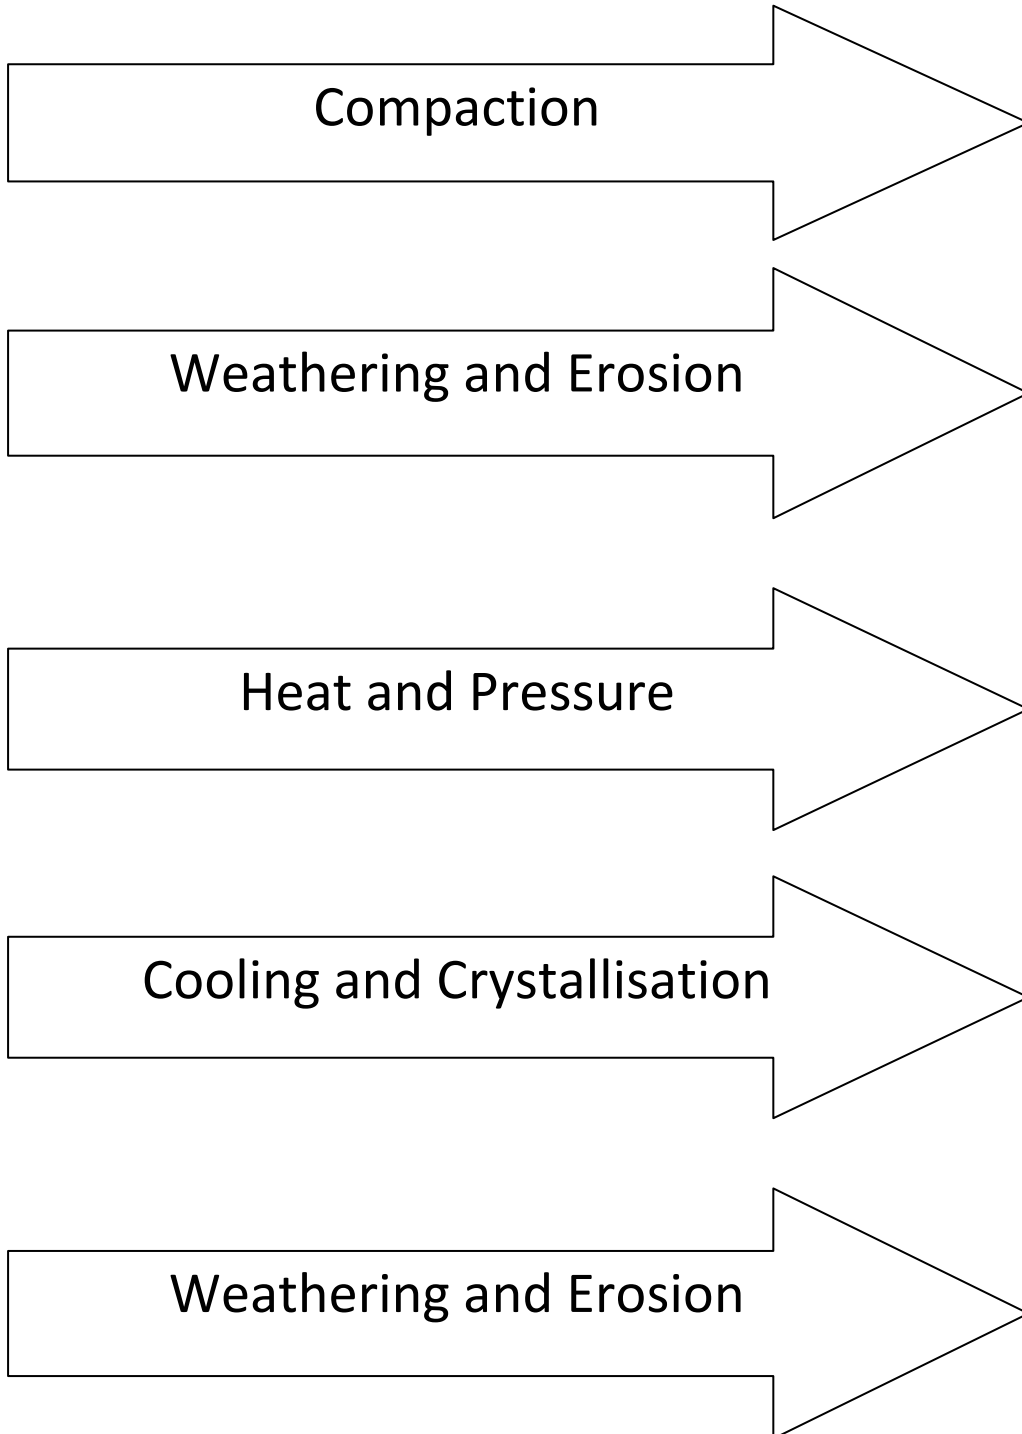 Compaction
Weathering and Erosion
Heat and Pressure
Cooling and Crystallisation
Weathering and Erosion